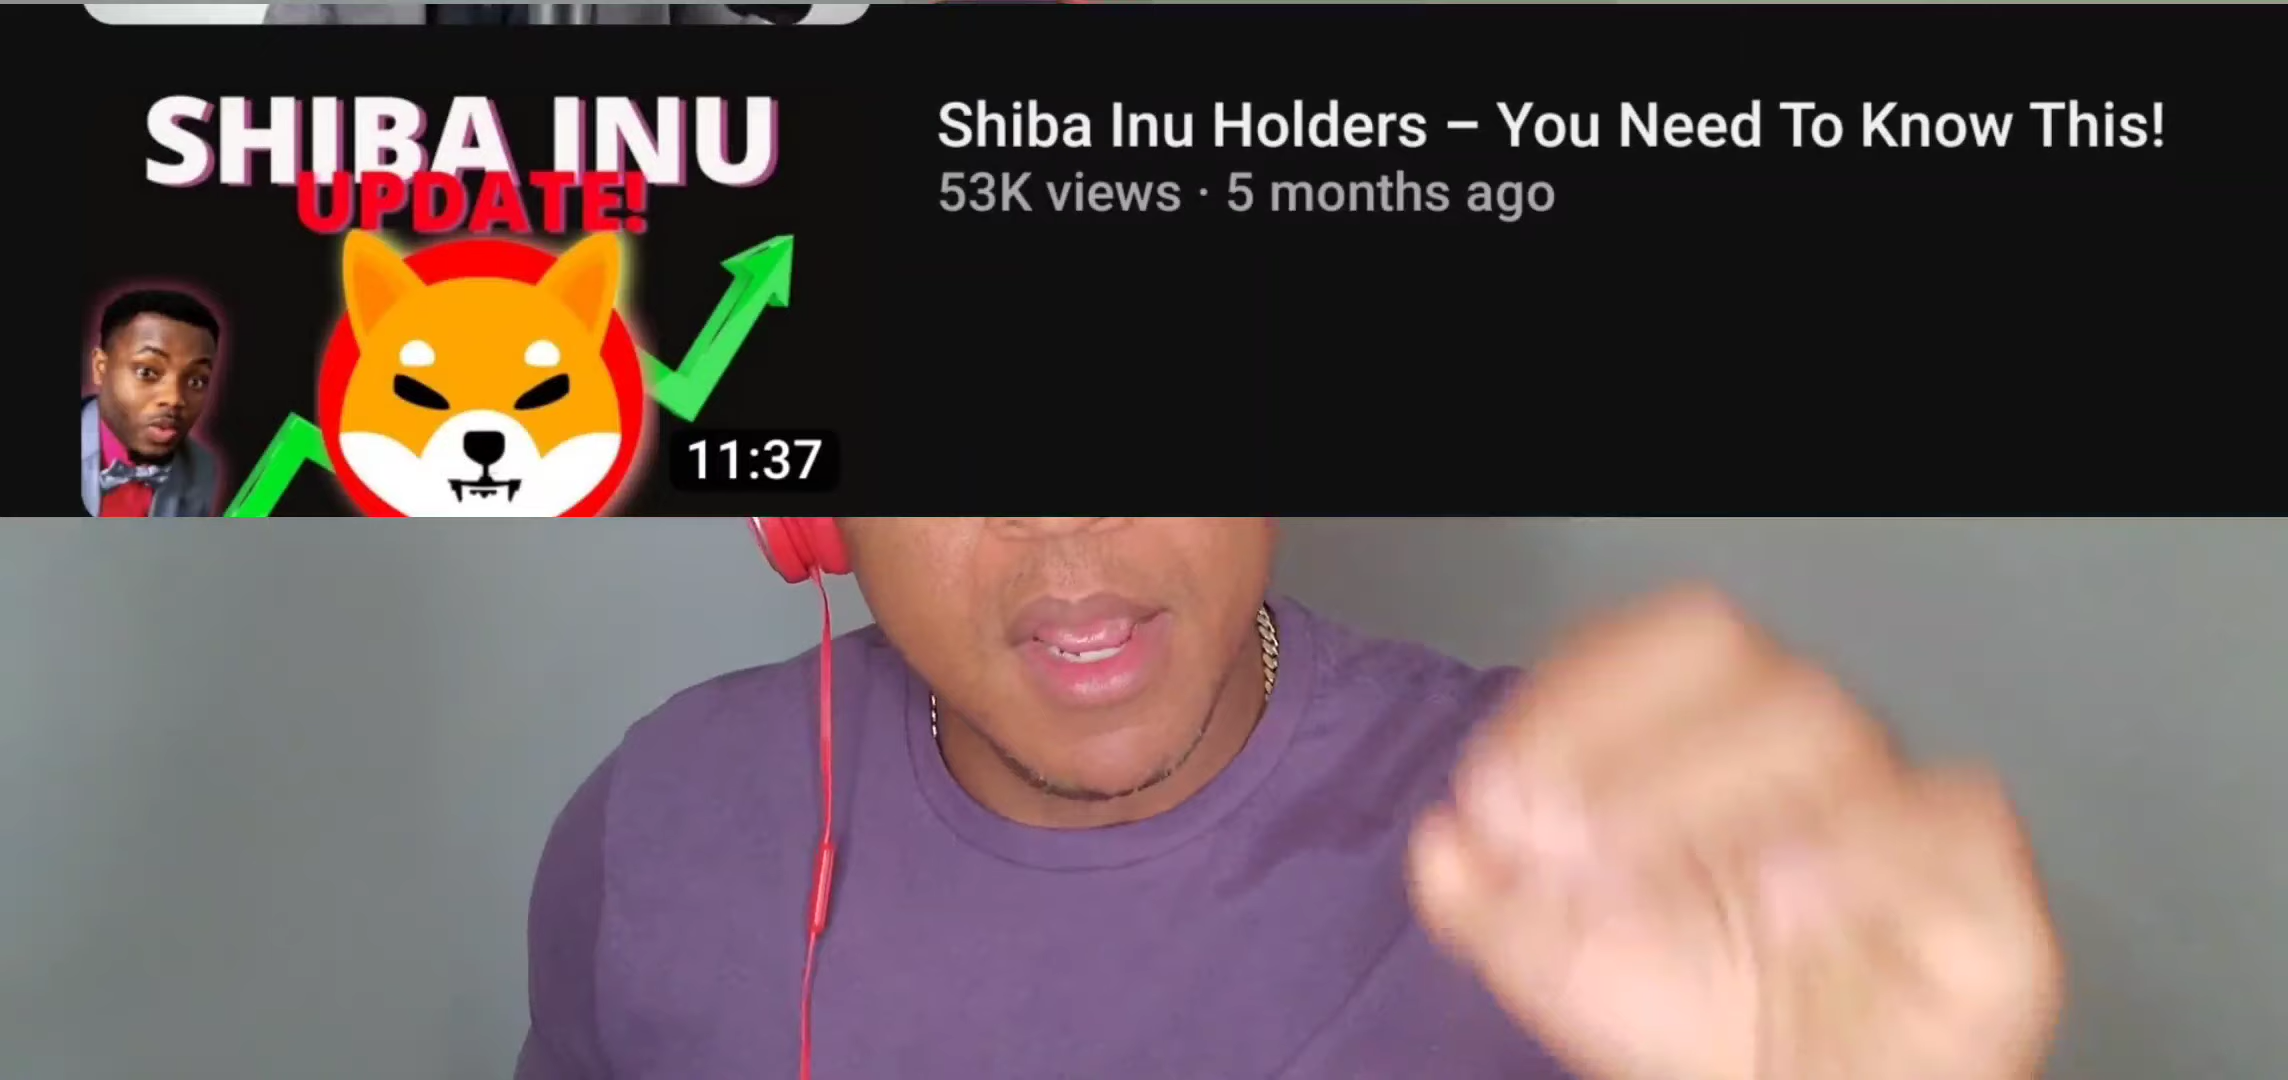 SHIBA INU
UPDATE!
11:37
Shiba Inu Holders – You Need To Know This!
53K views · 5 months ago